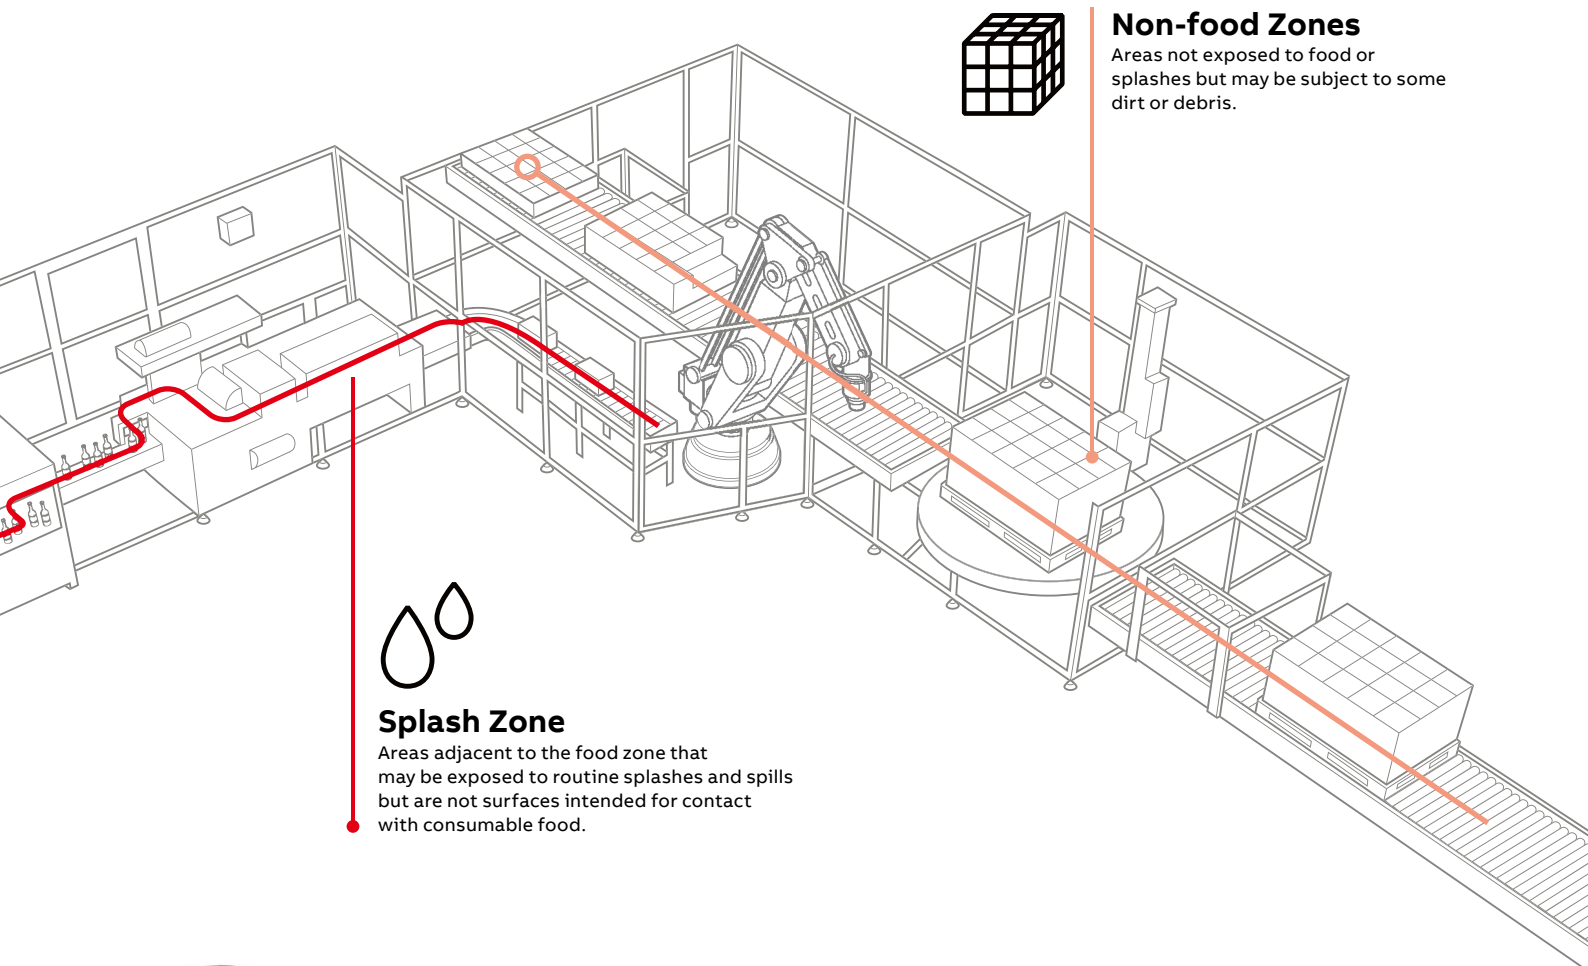 Non-food Zones
Areas not exposed to food or
splashes but may be subject to some
dirt or debris.
Splash Zone
Areas adjacent to the food zone that
may be exposed to routine splashes and spills
but are not surfaces intended for contact
with consumable food.